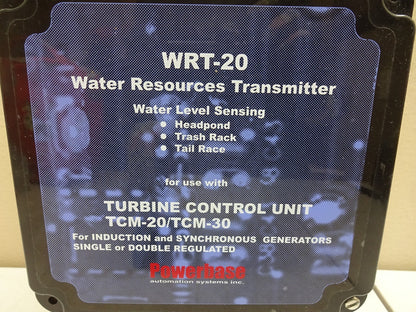 WRT-20
Water Resources Transmitter
Water Level Sensing
● Headpond
● Trash Rack
● Tail Race
for use with
TURBINE CONTROL UNIT
TCM-20/TCM-30
For INDUCTION and SYNCHRONOUS GENERATORS
SINGLE or DOUBLE REGULATED
Powerbase
automation systems inc.